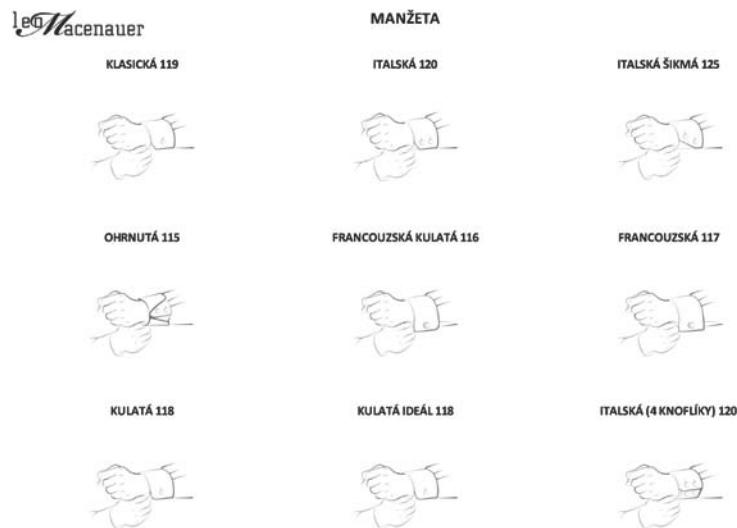 leo Macenauer
MANŽETA
KLASICKÁ 119
ITALSKÁ 120
ITALSKÁ ŠIKMÁ 125
OHRNUTÁ 115
FRANCOUZSKÁ KULATÁ 116
FRANCOUZSKÁ 117
KULATÁ 118
KULATÁ IDEÁL 118
ITALSKÁ (4 KNOFLÍKY) 120